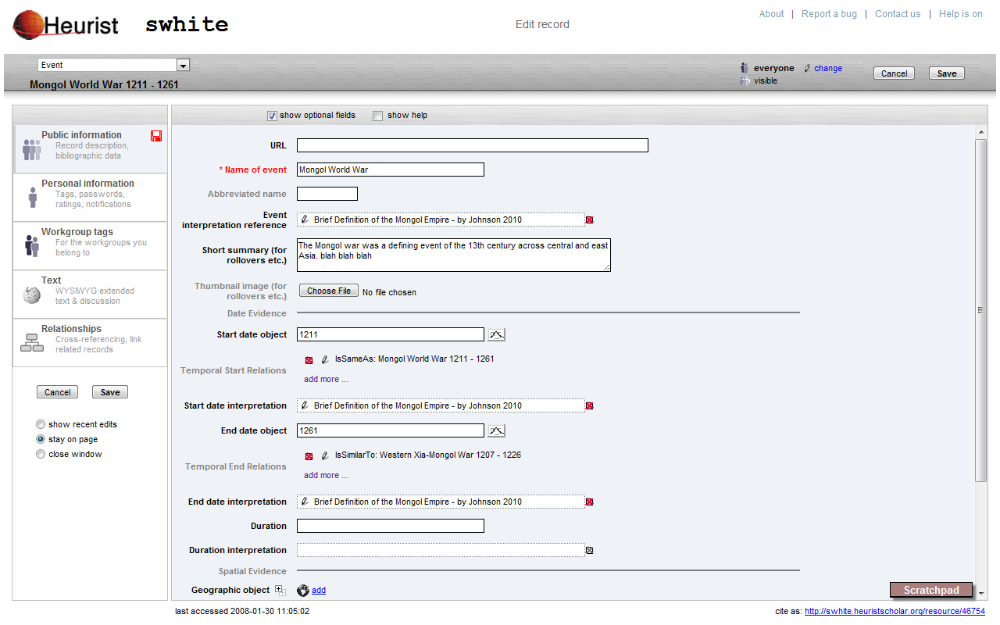 Heurist swhite Edit record About | Report a bug | Contact us | Help is on
Event
Mongol World War 1211 - 1261
everyone change
visible
Cancel Save
show optional fields show help
Public information
Record description,
bibliographic data
Personal information
Tags, passwords,
ratings, notifications
Workgroup tags
For the workgroups you
belong to
Text
WYSIWYG extended
text & discussion
Relationships
Cross-referencing, link
related records
Cancel Save
show recent edits
stay on page
close window
URL
* Name of event Mongol World War
Abbreviated name
Event
interpretation reference Brief Definition of the Mongol Empire - by Johnson 2010
Short summary (for
rollovers etc.)
The Mongol war was a defining event of the 13th century across central and east
Asia. blah blah blah
Thumbnail image (for
rollovers etc.)
Choose File No file chosen
Date Evidence
Start date object 1211
IsSameAs: Mongol World War 1211 - 1261
Temporal Start Relations
add more ...
Start date interpretation Brief Definition of the Mongol Empire - by Johnson 2010
End date object 1261
IsSimilarTo: Western Xia-Mongol War 1207 - 1226
Temporal End Relations
add more ...
End date interpretation Brief Definition of the Mongol Empire - by Johnson 2010
Duration
Duration interpretation
Spatial Evidence
Geographic object add
Scratchpad
last accessed 2008-01-30 11:05:02 cite as: http://swhite.heuristscholar.org/resource/46754